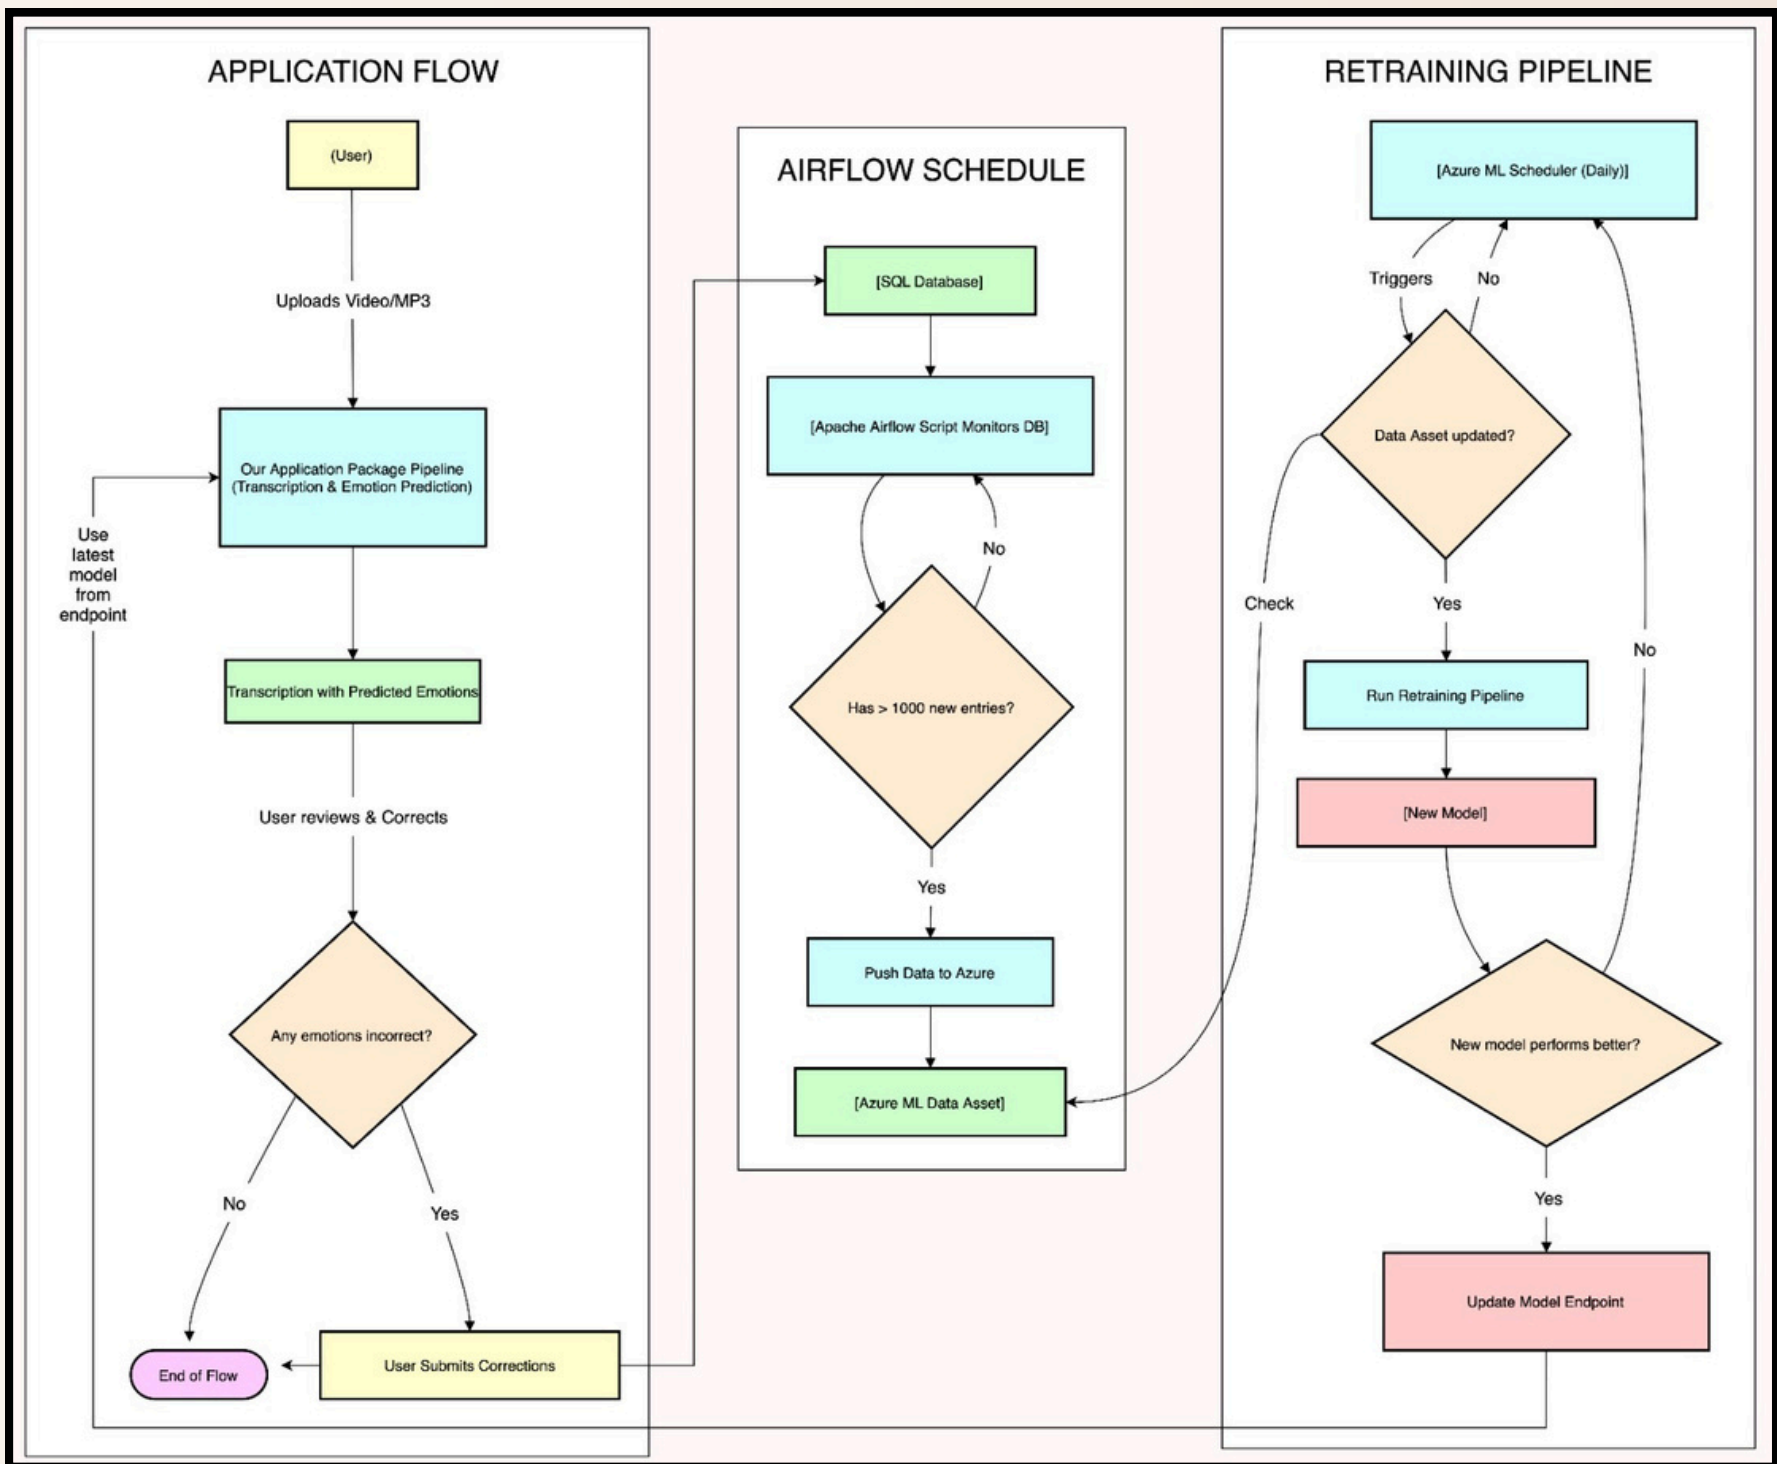 APPLICATION FLOW
(User)
Uploads Video/MP3
Our Application Package Pipeline
(Transcription & Emotion Prediction)
Use
latest
model
from
endpoint
Transcription with Predicted Emotions
User reviews & Corrects
Any emotions incorrect?
No
Yes
End of Flow
User Submits Corrections
AIRFLOW SCHEDULE
[SQL Database]
[Apache Airflow Script Monitors DB]
No
Has > 1000 new entries?
Yes
Push Data to Azure
[Azure ML Data Asset]
RETRAINING PIPELINE
[Azure ML Scheduler (Daily)]
Triggers
No
Data Asset updated?
Check
Yes
No
Run Retraining Pipeline
[New Model]
New model performs better?
Yes
Update Model Endpoint